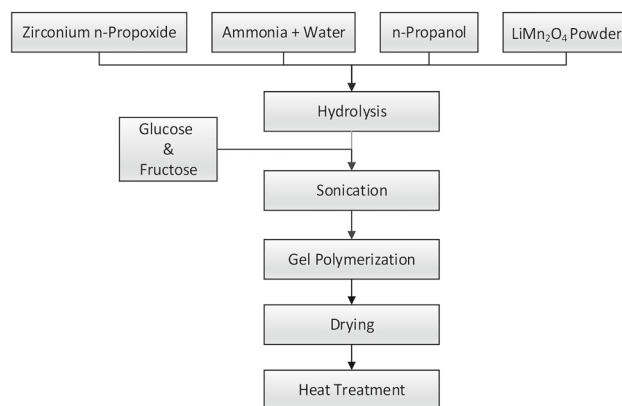 Zirconium n-Propoxide
Ammonia + Water
n-Propanol
LiMn₂O₄ Powder
Hydrolysis
Glucose
&
Fructose
Sonication
Gel Polymerization
Drying
Heat Treatment